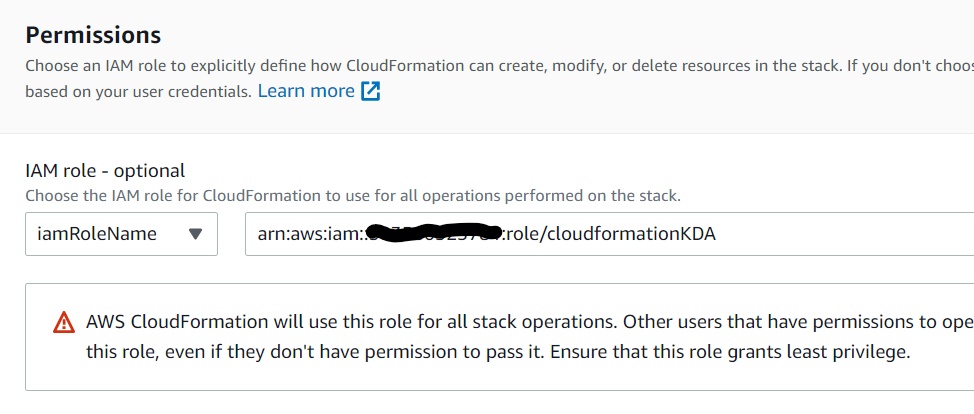 Permissions
Choose an IAM role to explicitly define how CloudFormation can create, modify, or delete resources in the stack. If you don't choos
based on your user credentials. Learn more
IAM role - optional
Choose the IAM role for CloudFormation to use for all operations performed on the stack.
iamRoleName
arn:aws:iam:: :role/cloudformationKDA
AWS CloudFormation will use this role for all stack operations. Other users that have permissions to ope
this role, even if they don't have permission to pass it. Ensure that this role grants least privilege.